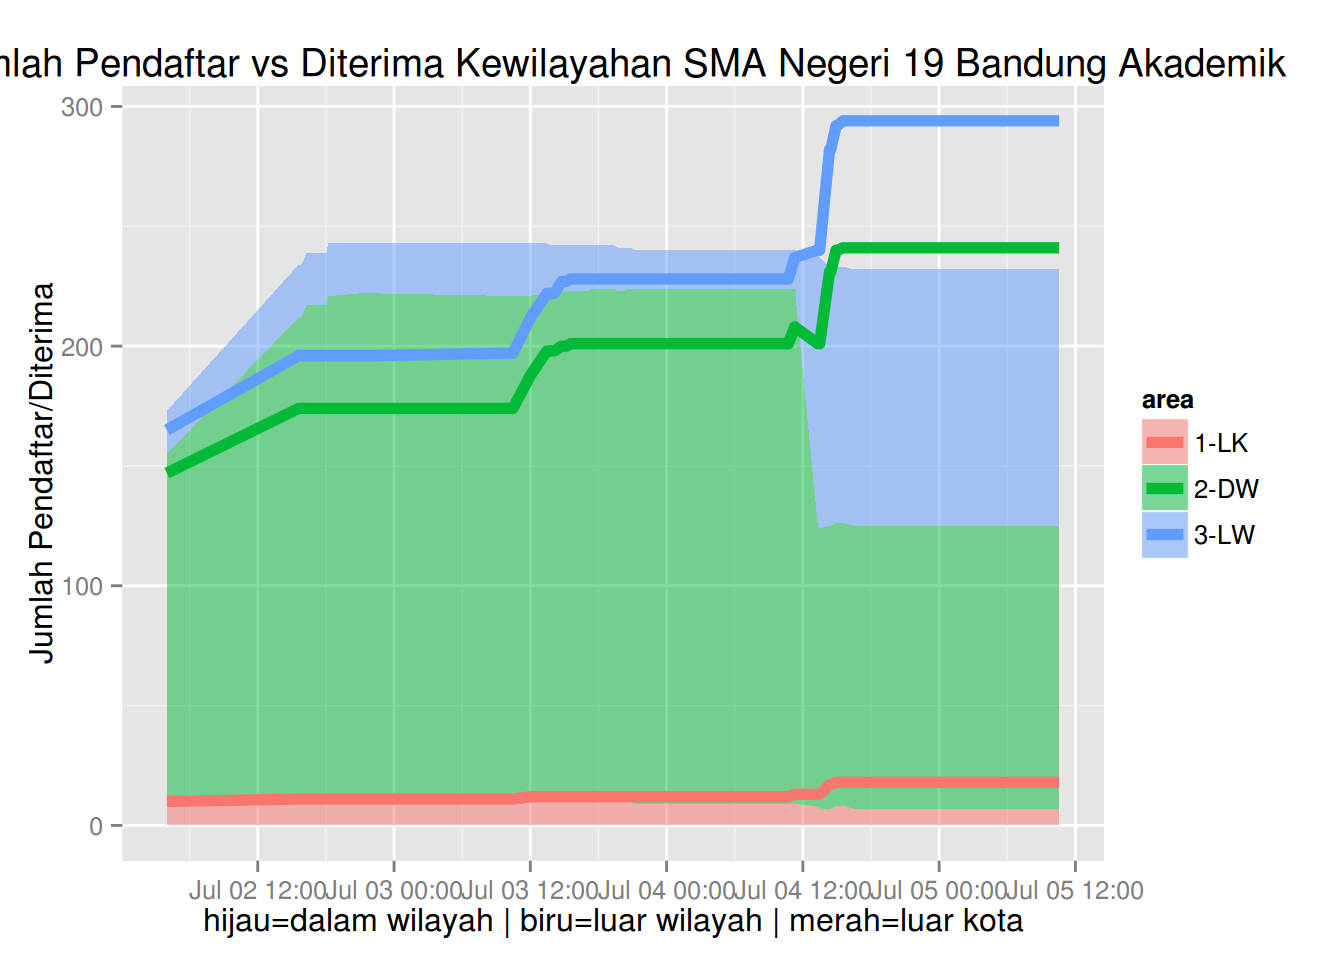 mlah Pendaftar vs Diterima Kewilayahan SMA Negeri 19 Bandung Akademik
300
200
100
0
Jumlah Pendaftar/Diterima
Jul 02 12:00 Jul 03 00:00 Jul 03 12:00 Jul 04 00:00 Jul 04 12:00 Jul 05 00:00 Jul 05 12:00
hijau=dalam wilayah | biru=luar wilayah | merah=luar kota
area
1-LK
2-DW
3-LW